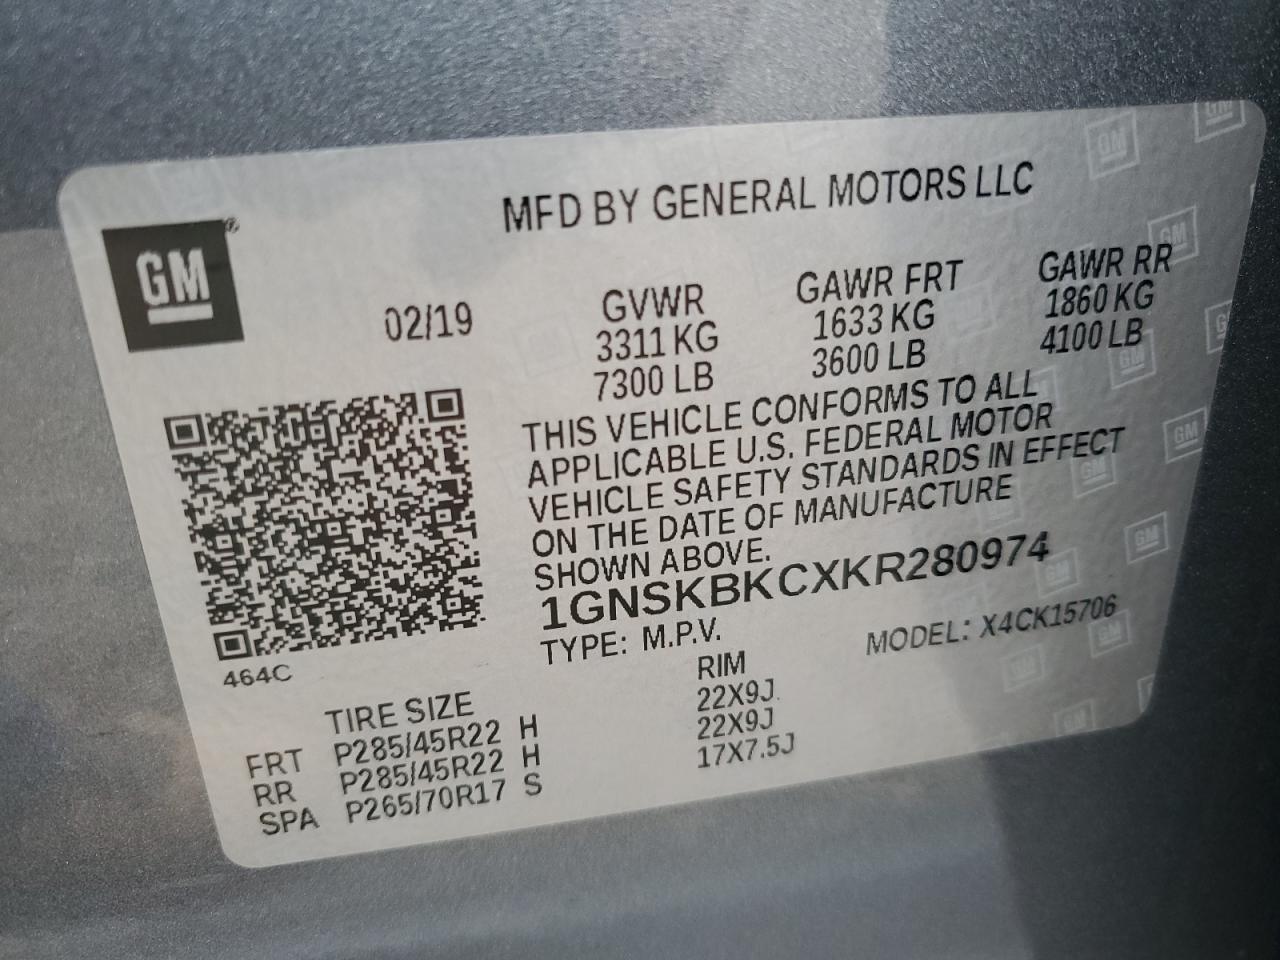 MFD BY GENERAL MOTORS LLC
GM®
02/19
GVWR GAWR FRT GAWR RR
3311 KG 1633 KG 1860 KG
7300 LB 3600 LB 4100 LB
THIS VEHICLE CONFORMS TO ALL
APPLICABLE U.S. FEDERAL MOTOR
VEHICLE SAFETY STANDARDS IN EFFECT
ON THE DATE OF MANUFACTURE
SHOWN ABOVE.
1GNSKBKCXKR280974
TYPE: M.P.V. MODEL: X4CK15706
464C
TIRE SIZE RIM
FRT P285/45R22 H 22X9J
RR P285/45R22 H 22X9J
SPA P265/70R17 S 17X7.5J